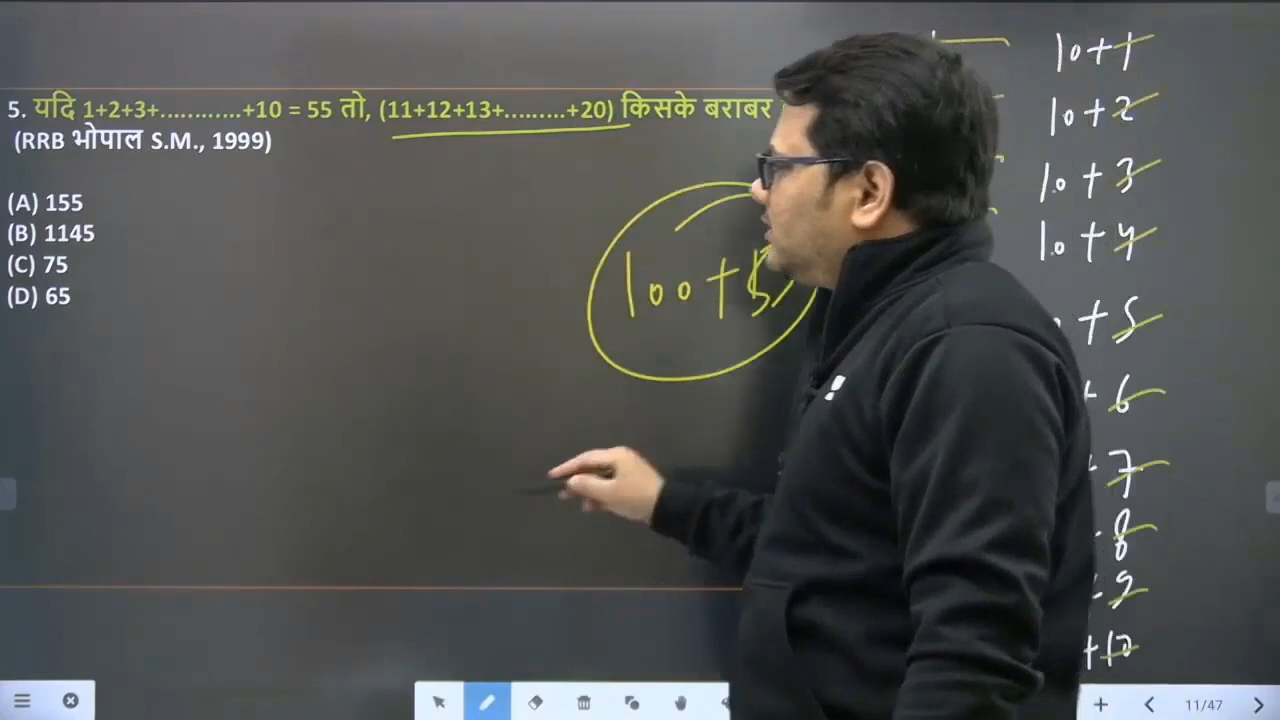 5. यदि 1+2+3+............+10 = 55 तो, (11+12+13+.........+20) किसके बराबर
(RRB भोपाल S.M., 1999)
(A) 155
(B) 1145
(C) 75
(D) 65
100+5
10+1
10+2
10+3
10+4
+5
6
7
8
9
+10
11/47